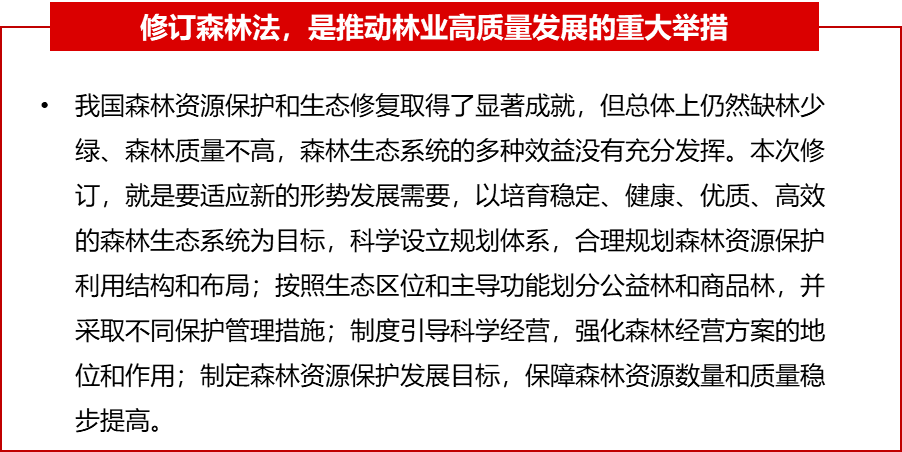 修订森林法，是推动林业高质量发展的重大举措
• 我国森林资源保护和生态修复取得了显著成就，但总体上仍然缺林少
绿、森林质量不高，森林生态系统的多种效益没有充分发挥。本次修
订，就是要适应新的形势发展需要，以培育稳定、健康、优质、高效
的森林生态系统为目标，科学设立规划体系，合理规划森林资源保护
利用结构和布局；按照生态区位和主导功能划分公益林和商品林，并
采取不同保护管理措施；制度引导科学经营，强化森林经营方案的地
位和作用；制定森林资源保护发展目标，保障森林资源数量和质量稳
步提高。